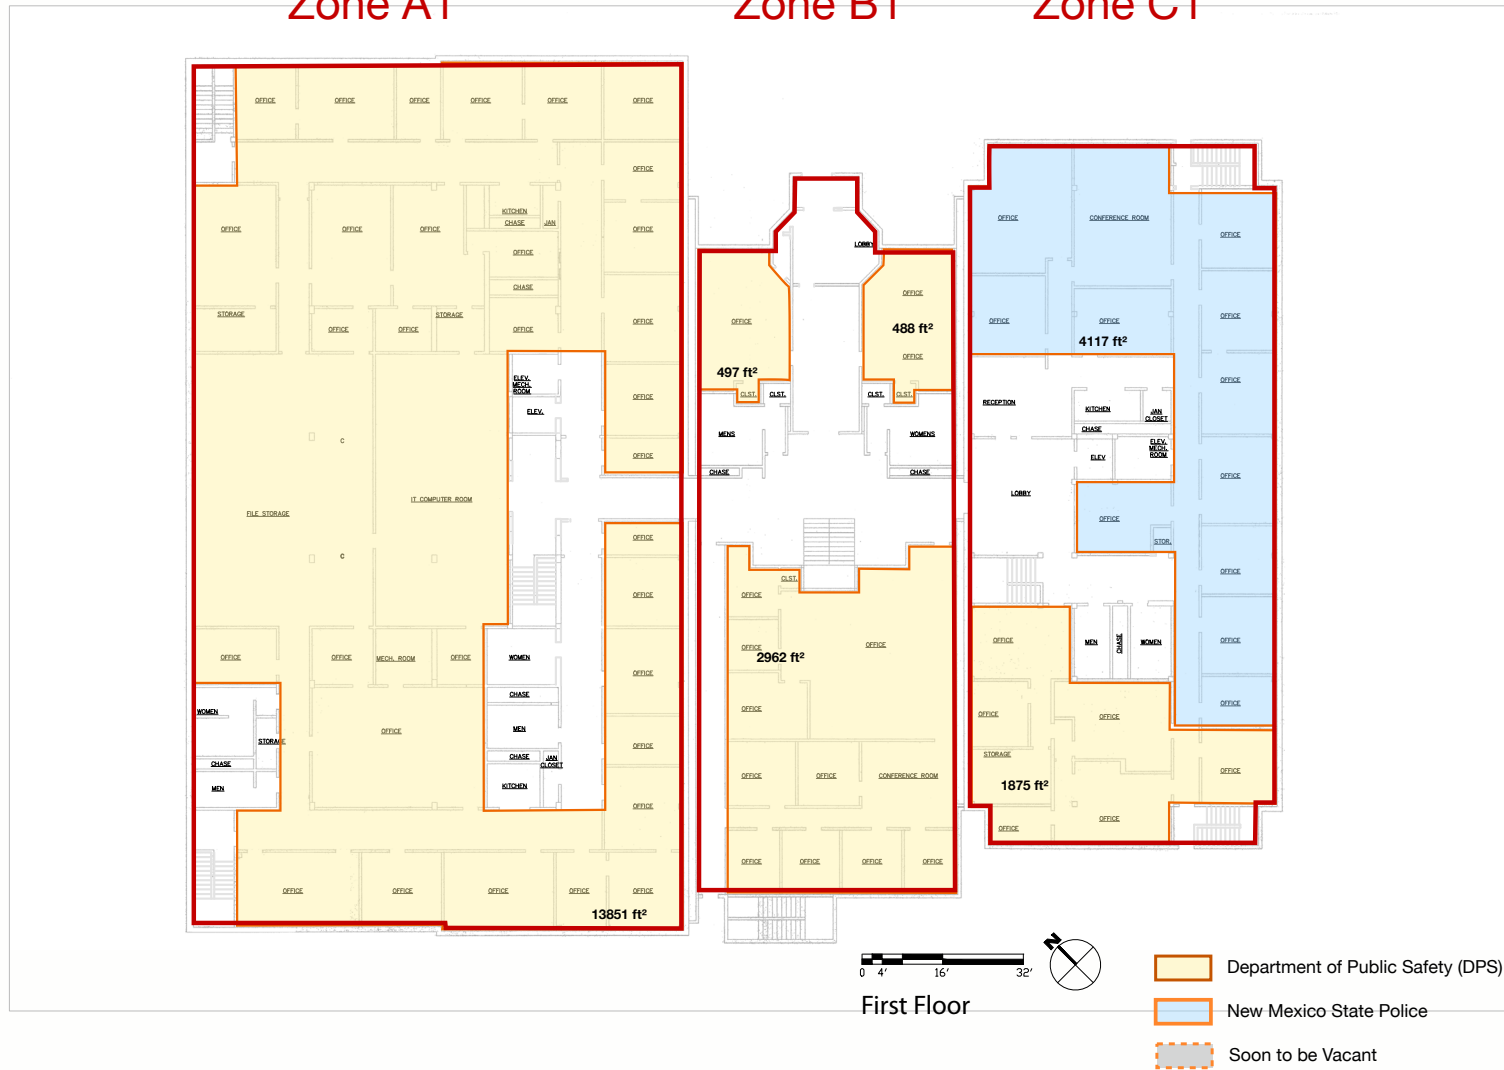 Zone A1
Zone B1
Zone C1
OFFICE
OFFICE
OFFICE
OFFICE
OFFICE
OFFICE
OFFICE
OFFICE
OFFICE
OFFICE
KITCHEN
CHASE
JAN
OFFICE
OFFICE
CHASE
STORAGE
OFFICE
OFFICE
STORAGE
OFFICE
OFFICE
ELEV.
MECH.
ROOM
ELEV.
OFFICE
OFFICE
C
IT COMPUTER ROOM
FILE STORAGE
C
OFFICE
OFFICE
OFFICE
OFFICE
MECH. ROOM
OFFICE
WOMEN
OFFICE
CHASE
WOMEN
STORAGE
OFFICE
MEN
OFFICE
CHASE
MEN
CHASE
JAN
CLOSET
KITCHEN
OFFICE
OFFICE
OFFICE
OFFICE
OFFICE
OFFICE
13851 ft²
LOBBY
OFFICE
OFFICE
488 ft²
OFFICE
497 ft²
CLST.
CLST.
CLST.
CLST.
MENS
WOMENS
CHASE
CHASE
CLST.
OFFICE
OFFICE
OFFICE
2962 ft²
OFFICE
OFFICE
OFFICE
CONFERENCE ROOM
OFFICE
OFFICE
OFFICE
OFFICE
OFFICE
CONFERENCE ROOM
OFFICE
OFFICE
OFFICE
OFFICE
4117 ft²
OFFICE
RECEPTION
KITCHEN
JAN
CLOSET
CHASE
ELEV
ELEV.
MECH.
ROOM
OFFICE
LOBBY
OFFICE
STOR.
OFFICE
MEN
CHASE
WOMEN
OFFICE
OFFICE
OFFICE
OFFICE
OFFICE
STORAGE
1875 ft²
OFFICE
OFFICE
OFFICE
0 4' 16' 32'
N
First Floor
Department of Public Safety (DPS)
New Mexico State Police
Soon to be Vacant